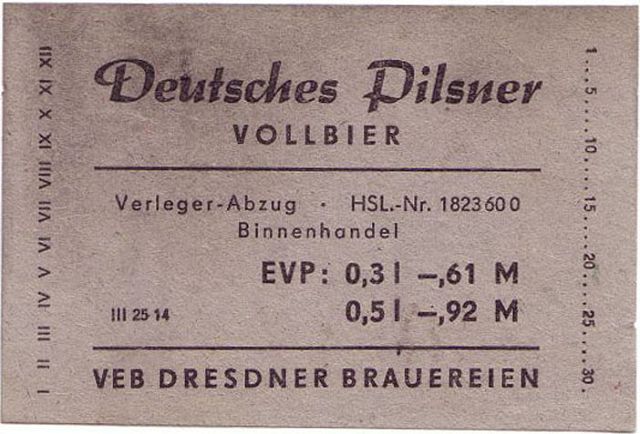 Deutsches Pilsner
VOLLBIER
Verleger-Abzug · HSL.-Nr. 1823600
Binnenhandel
EVP: 0,3 l –,61 M
III 25 14 0,5 l –,92 M
VEB DRESDNER BRAUEREIEN
I II III IV V VI VII VIII IX X XI XII
1...5....10....15....20....25....30.